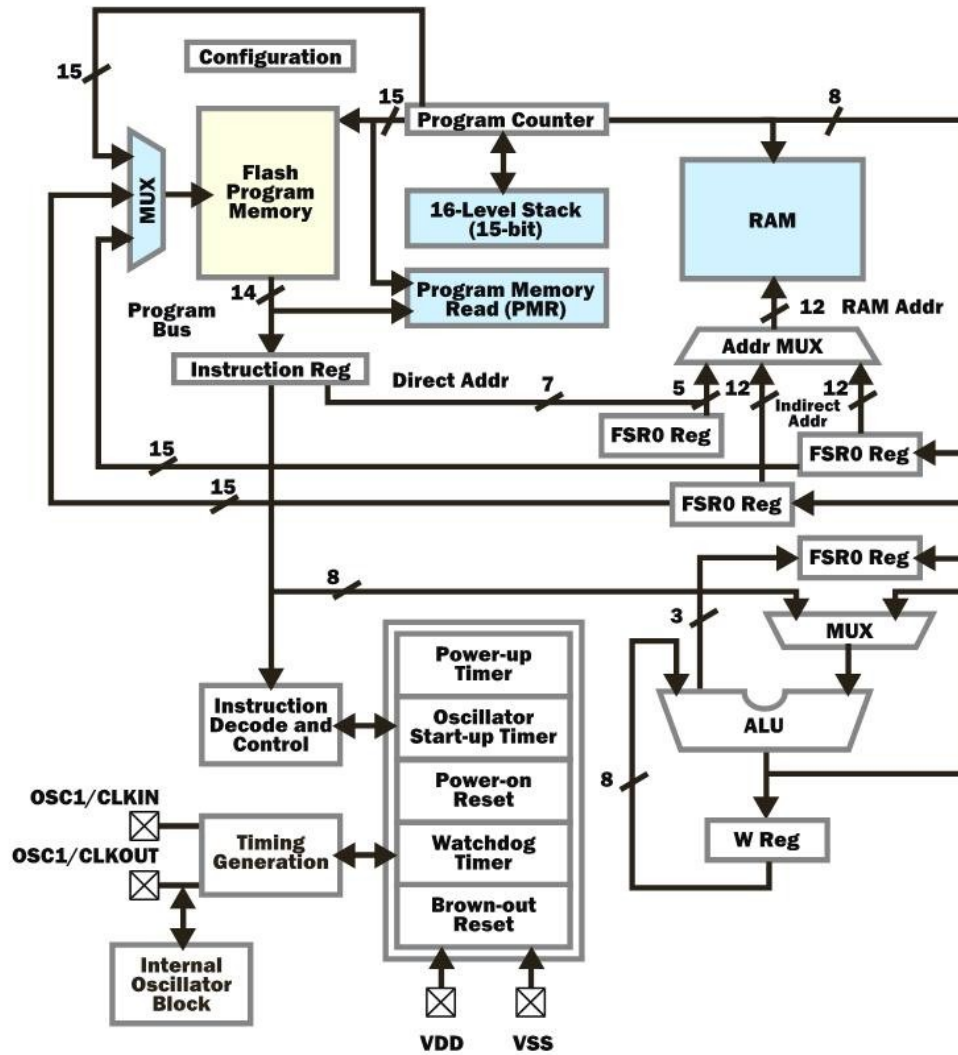 Configuration
15
15
8
Program Counter
Flash
Program
Memory
MUX
16-Level Stack
(15-bit)
RAM
14
Program
Bus
Program Memory
Read (PMR)
12
RAM Addr
Addr MUX
Instruction Reg
Direct Addr
7
5
12
12
Indirect
Addr
FSR0 Reg
FSR0 Reg
15
15
FSR0 Reg
FSR0 Reg
8
3
MUX
Power-up
Timer
Instruction
Decode and
Control
Oscillator
Start-up Timer
ALU
Power-on
Reset
8
OSC1/CLKIN
Timing
Generation
Watchdog
Timer
W Reg
OSC1/CLKOUT
Brown-out
Reset
Internal
Oscillator
Block
VDD
VSS